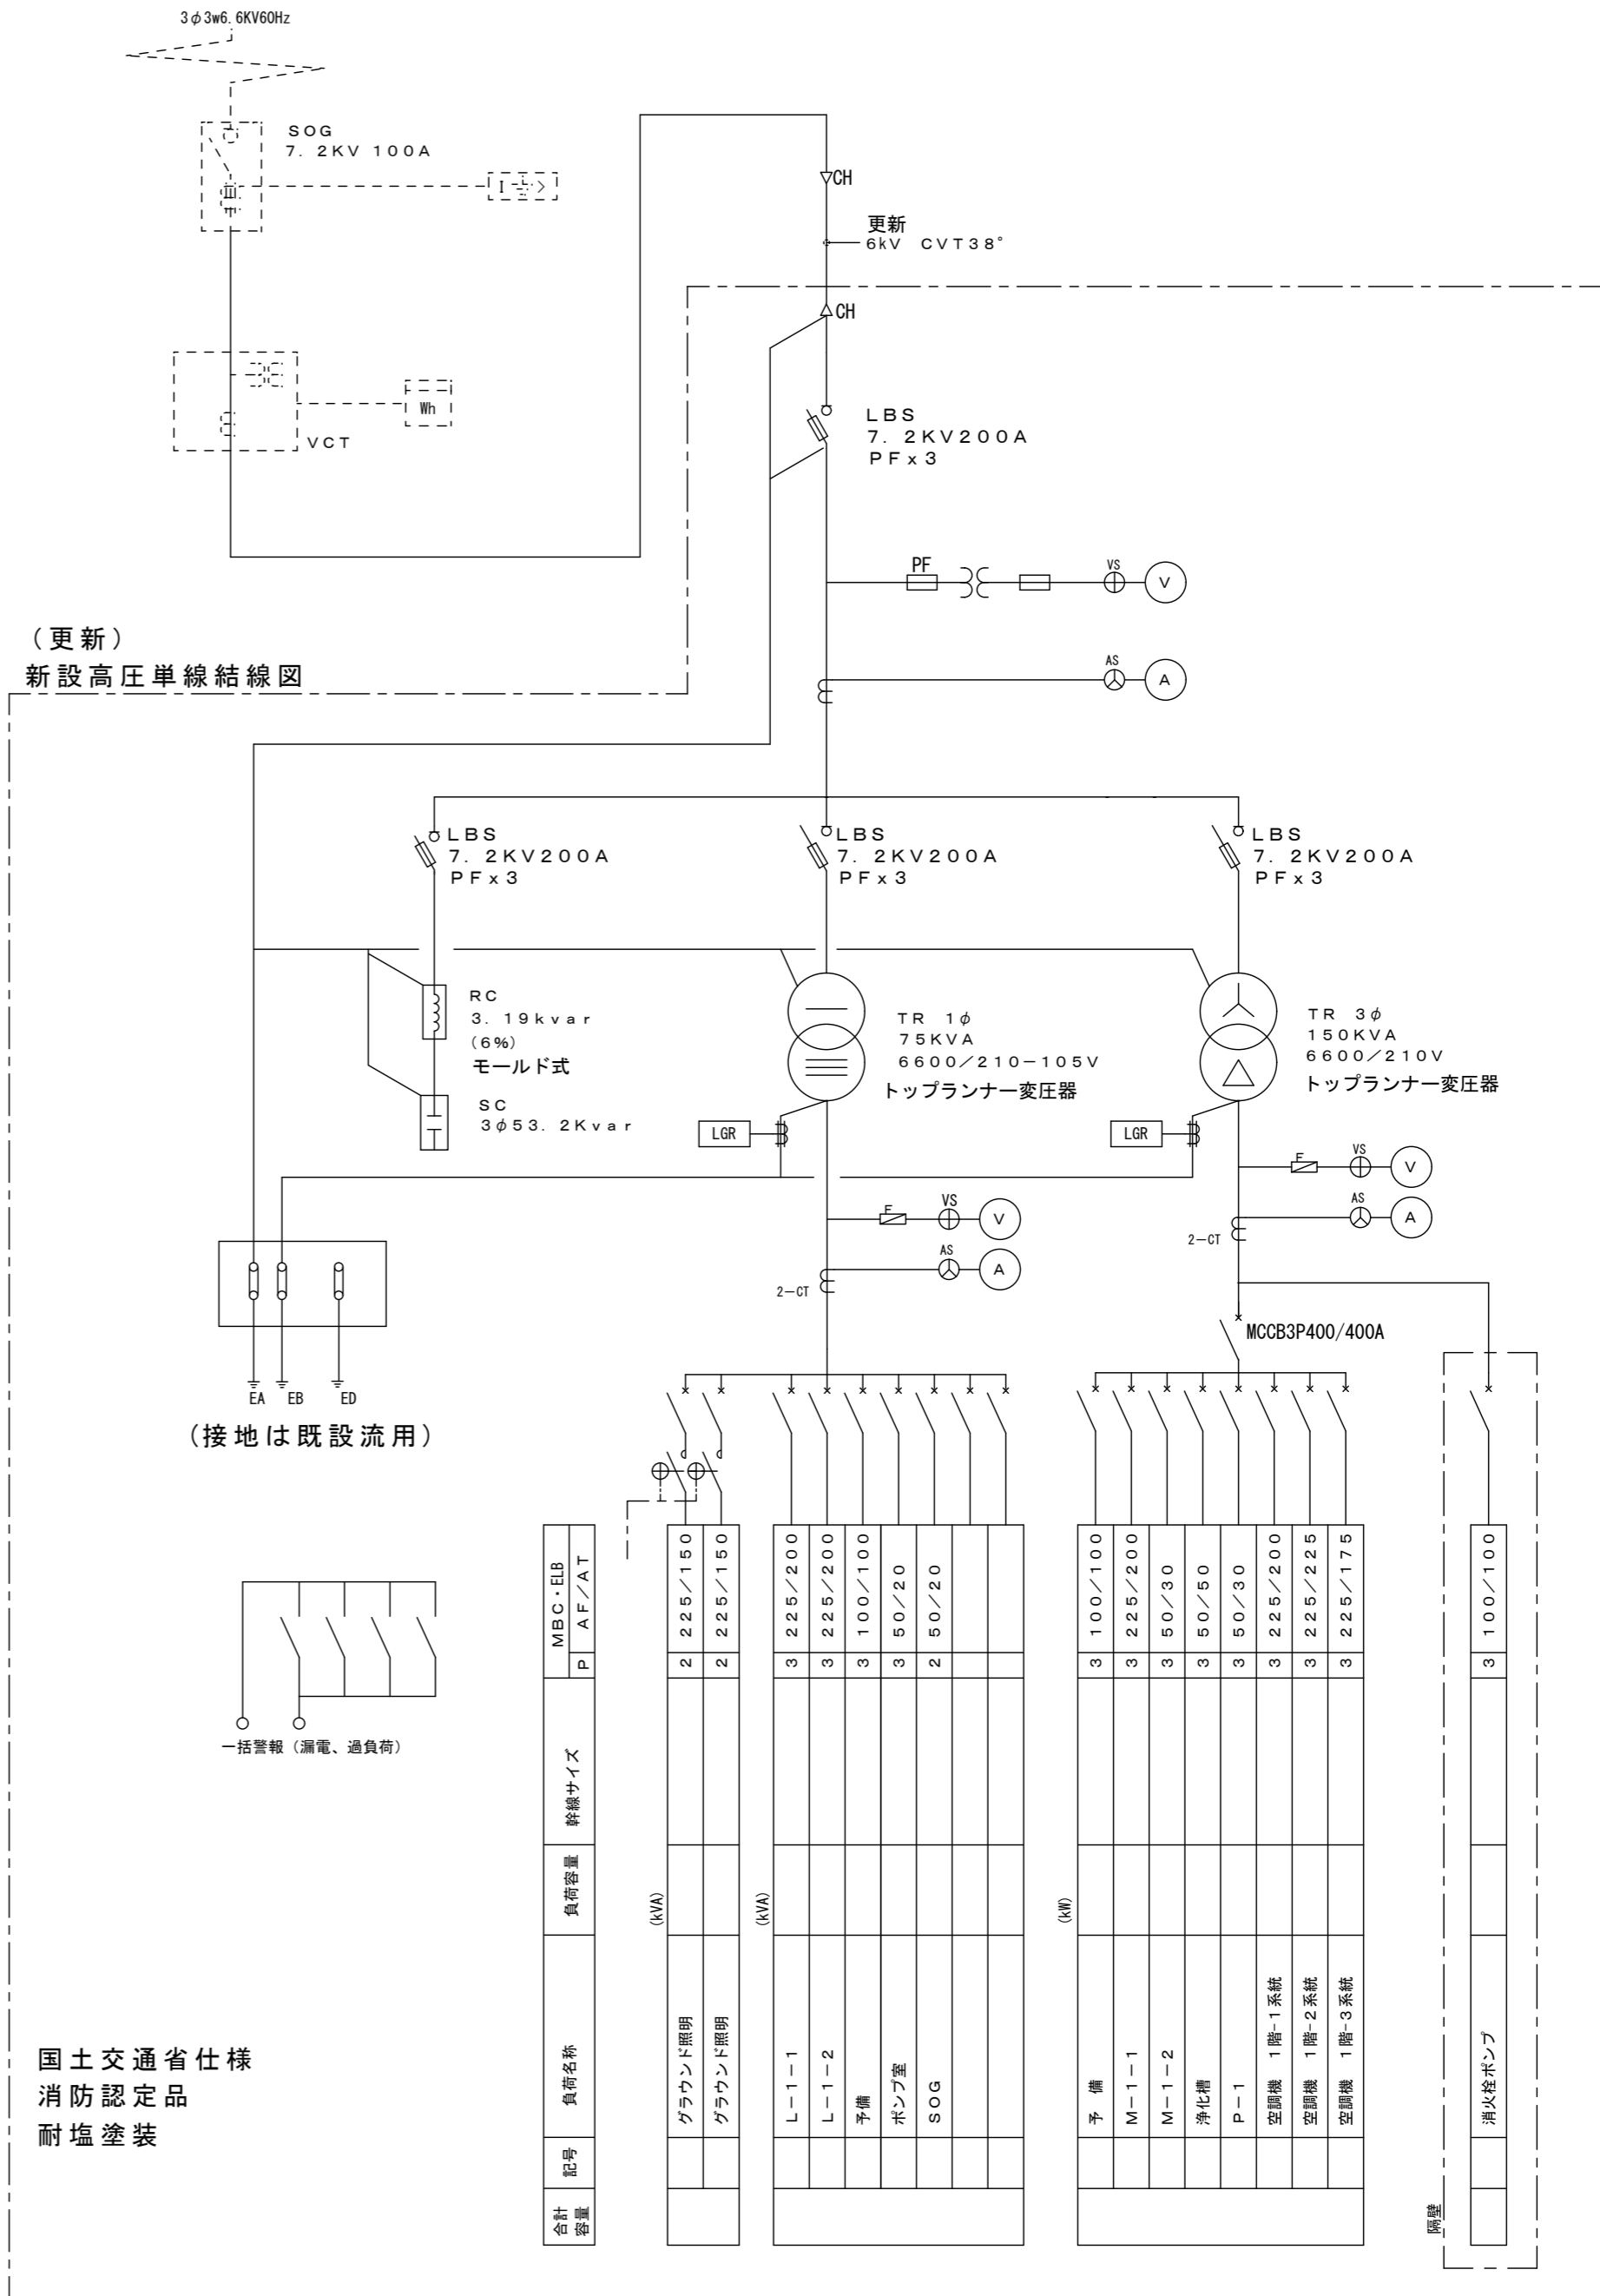 3φ3w6.6KV60Hz
SOG
7.2KV 100A
I
>
CH
更新
6kV CVT38°
CH
Wh
VCT
LBS
7.2KV200A
PFx3
PF
VS
V
AS
A
(更新)
新設高圧単線結線図
LBS
7.2KV200A
PFx3
LBS
7.2KV200A
PFx3
LBS
7.2KV200A
PFx3
RC
3.19kvar
(6%)
モールド式
SC
3φ53.2Kvar
TR 1φ
75KVA
6600/210-105V
トップランナー変圧器
TR 3φ
150KVA
6600/210V
トップランナー変圧器
LGR
LGR
F
VS
V
AS
A
2-CT
F
VS
V
AS
A
2-CT
MCCB3P400/400A
EA
EB
ED
(接地は既設流用)
一括警報(漏電、過負荷)
合計容量
記号
負荷名称
負荷容量
幹線サイズ
MBC・ELB
P
AF/AT
(kVA)
グラウンド照明 2 225/150
グラウンド照明 2 225/150
(kVA)
L-1-1 3 225/200
L-1-2 3 225/200
予備 3 100/100
ポンプ室 3 50/20
SOG 2 50/20
(kW)
予 備 3 100/100
M-1-1 3 225/200
M-1-2 3 50/30
浄化槽 3 50/50
P-1 3 50/30
空調機 1階-1系統 3 225/200
空調機 1階-2系統 3 225/225
空調機 1階-3系統 3 225/175
隔壁
消火栓ポンプ 3 100/100
国土交通省仕様
消防認定品
耐塩塗装